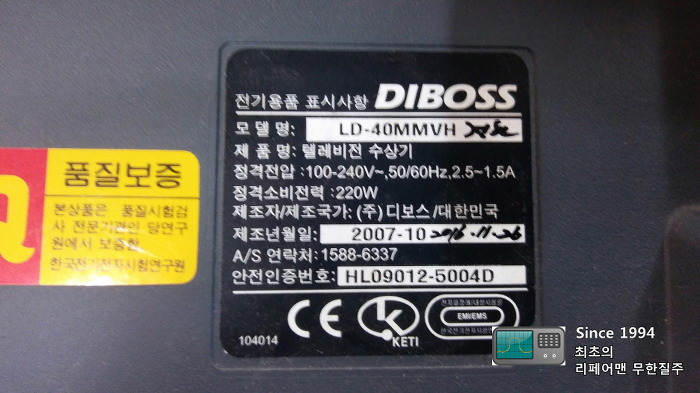 전기용품 표시사항 DIBOSS
모 델 명: LD-40MMVH
제 품 명: 텔레비전 수상기
정격전압 :100-240V~,50/60Hz,2.5~1.5A
정격소비전력 :220W
제조자/제조국가: (주) 디보스/대한민국
제조년월일: 2007-10 2016.11.26
A/S 연락처: 1588-6337
안전인증번호: HL09012-5004D
CE
K
KETI
EMI/EMS
104014
Q
품질보증
본상품은 품질시험검
사 전문기관인 당연구
원에서 보증함
한국전기전자시험연구원
Since 1994
최초의
리페어맨 무한질주